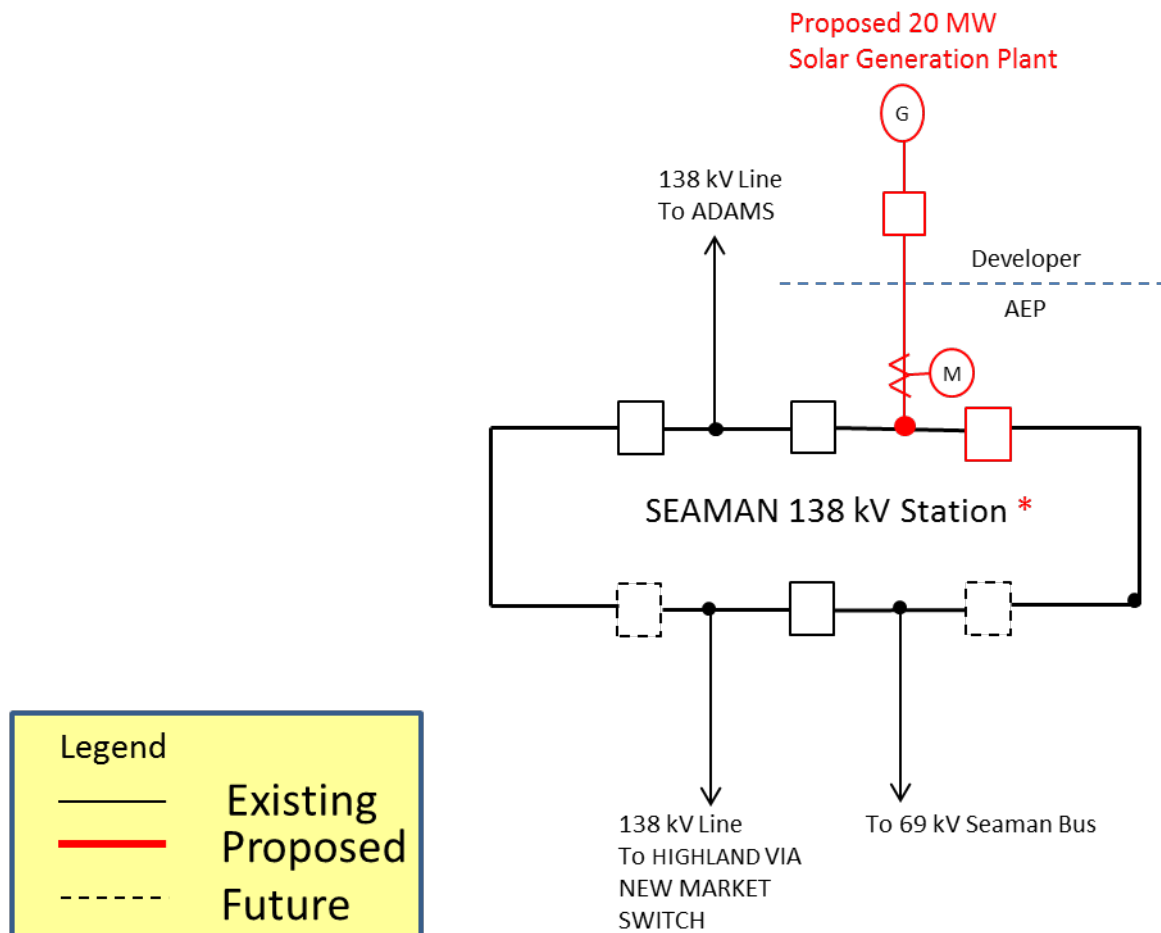 Proposed 20 MW
Solar Generation Plant
G
138 kV Line
To ADAMS
Developer
AEP
M
SEAMAN 138 kV Station *
Legend
Existing
Proposed
Future
138 kV Line
To HIGHLAND VIA
NEW MARKET
SWITCH
To 69 kV Seaman Bus